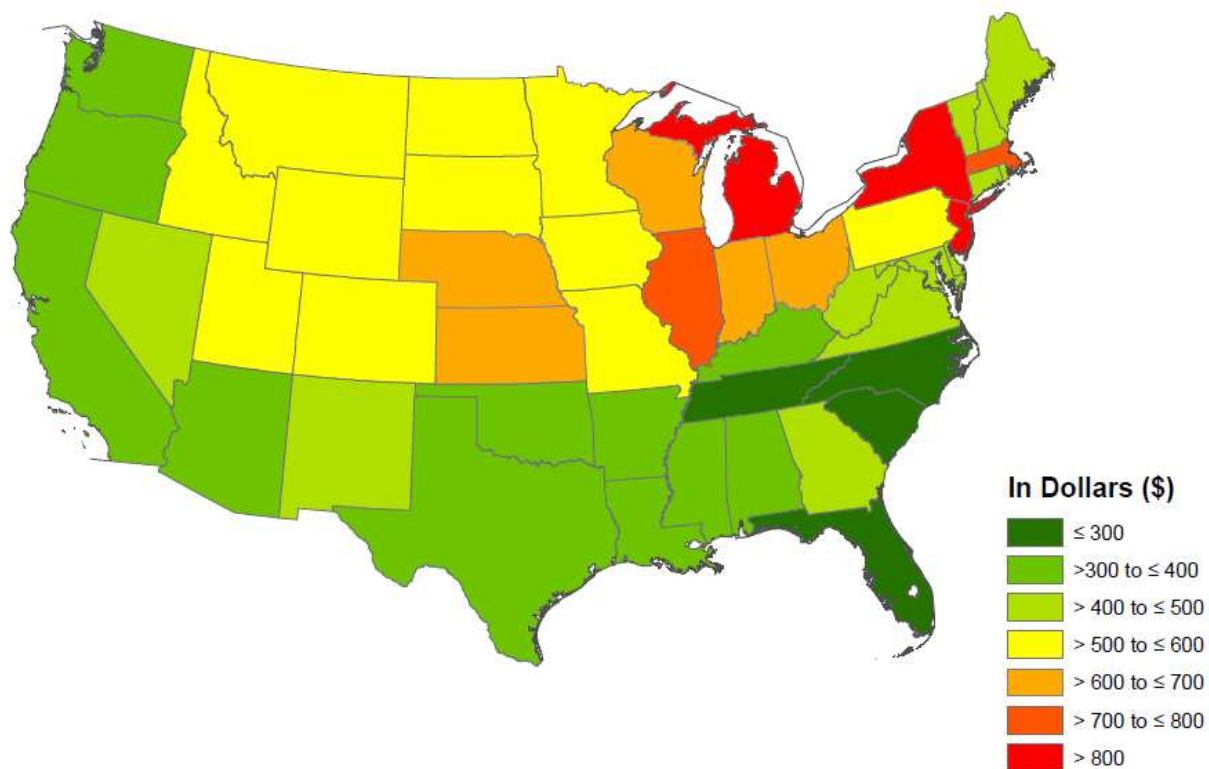 In Dollars ($)
≤ 300
>300 to ≤ 400
> 400 to ≤ 500
> 500 to ≤ 600
> 600 to ≤ 700
> 700 to ≤ 800
> 800